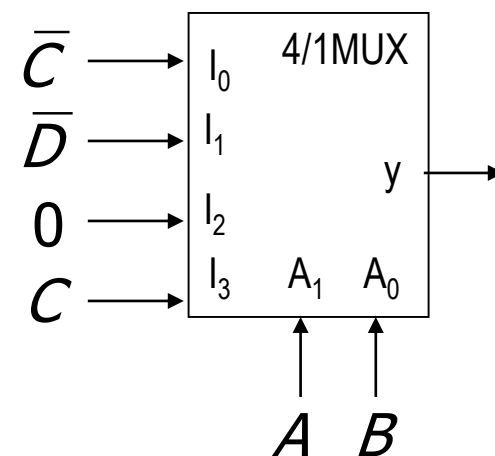 C̅ I₀ 4/1MUX
D̅ I₁
y
0 I₂
C I₃ A₁ A₀
A B